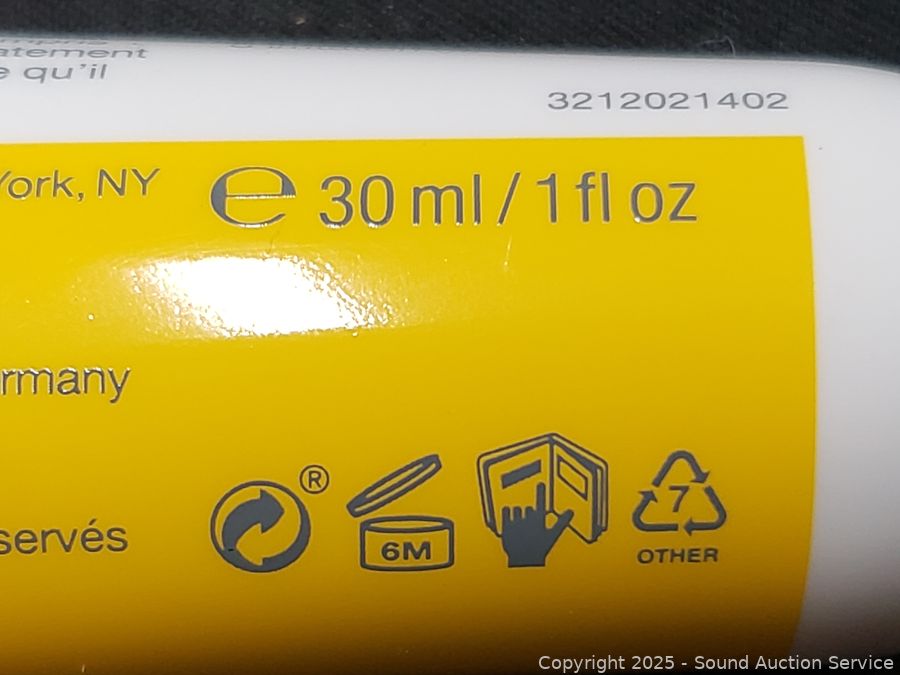 atement
qu'il
3212021402
York, NY ℮ 30 ml / 1 fl oz
rmany
servés
®
6M
7
OTHER
Copyright 2025 - Sound Auction Service